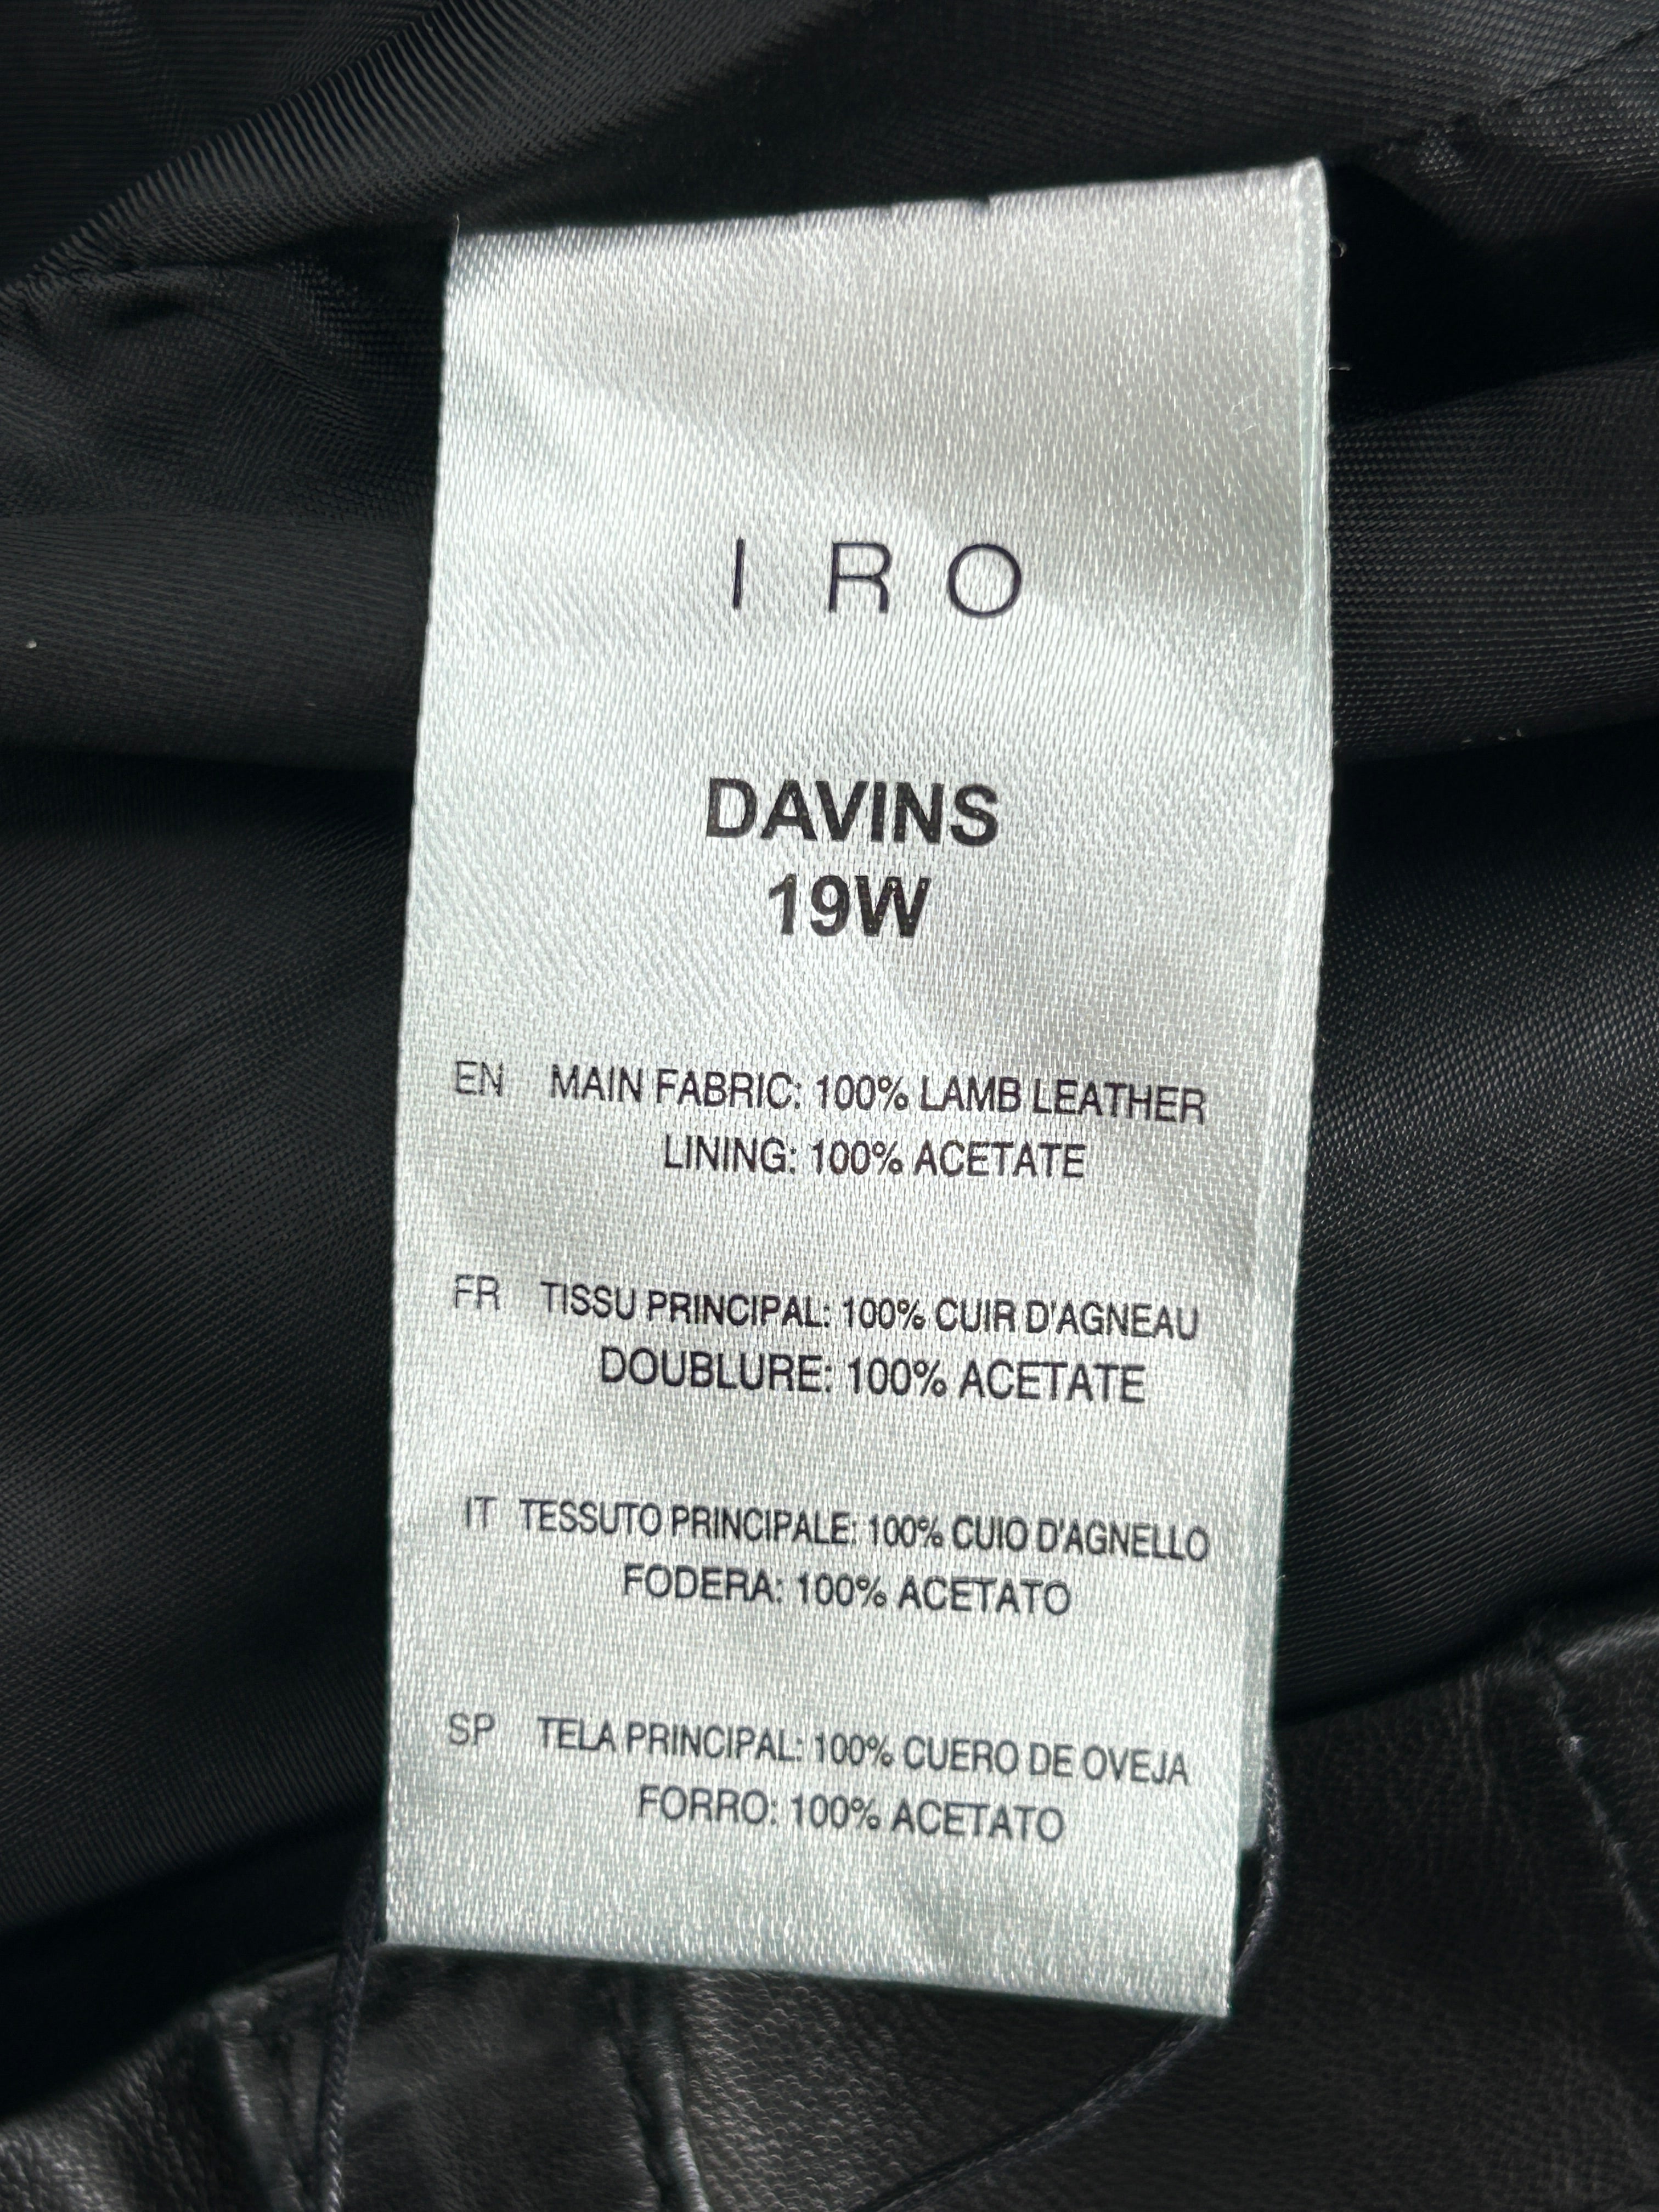 IRO
DAVINS
19W
EN MAIN FABRIC: 100% LAMB LEATHER
LINING: 100% ACETATE
FR TISSU PRINCIPAL: 100% CUIR D'AGNEAU
DOUBLURE: 100% ACETATE
IT TESSUTO PRINCIPALE: 100% CUIO D'AGNELLO
FODERA: 100% ACETATO
SP TELA PRINCIPAL: 100% CUERO DE OVEJA
FORRO: 100% ACETATO